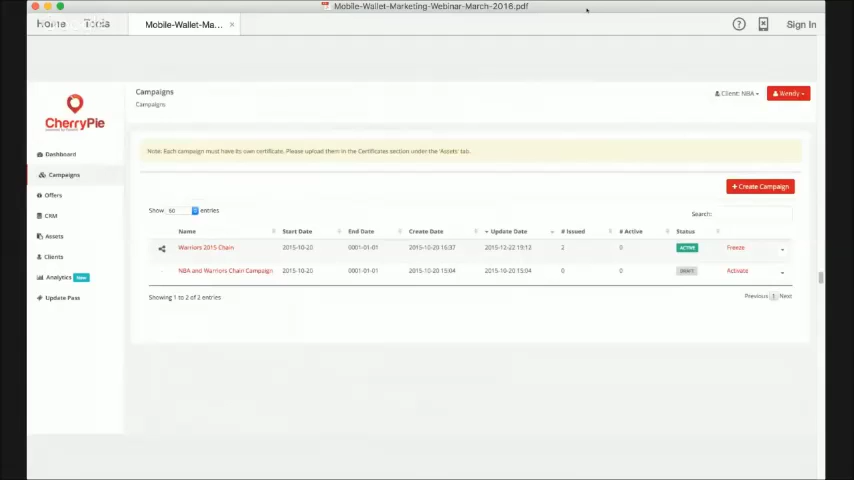 Mobile-Wallet-Marketing-Webinar-March-2016.pdf
Home Tools Mobile-Wallet-Ma... × Sign In
CherryPie
Campaigns
Campaigns
Client: NBA
Wendy
Dashboard
Campaigns
Offers
CRM
Assets
Clients
Analytics New
Update Pass
Note: Each campaign must have its own certificate. Please upload them in the Certificates section under the 'Assets' tab.
+ Create Campaign
Show 50 entries
Search:
Name Start Date End Date Create Date Update Date # Issued # Active Status
Warriors 2015 Chain 2015-10-20 0001-01-01 2015-10-20 16:37 2015-12-22 19:12 2 0 ACTIVE Freeze
NBA and Warriors Chain Campaign 2015-10-20 0001-01-01 2015-10-20 15:04 2015-10-20 15:04 0 0 DRAFT Activate
Showing 1 to 2 of 2 entries
Previous 1 Next